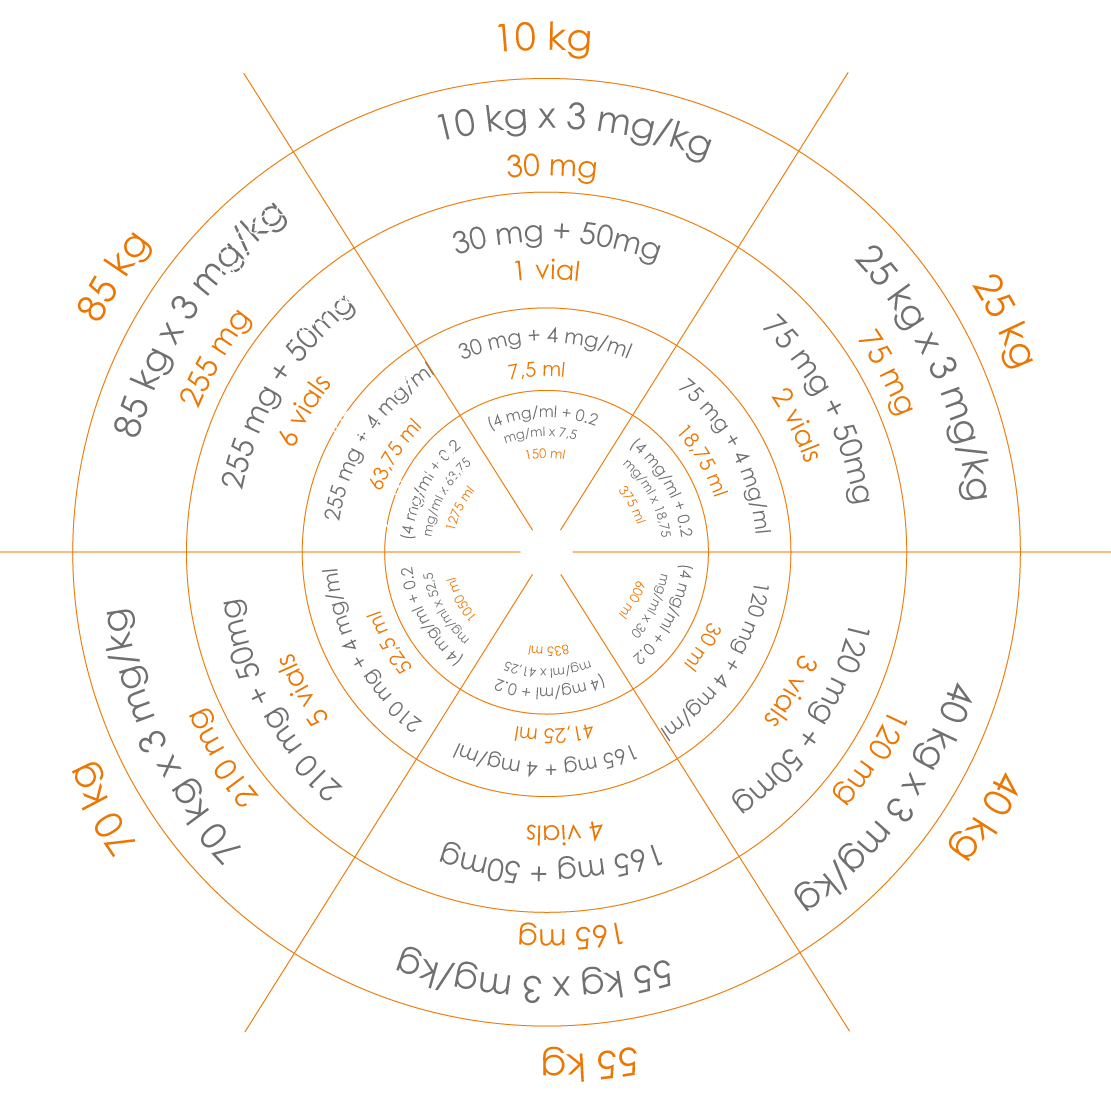 10 kg
10 kg x 3 mg/kg
30 mg
30 mg + 50mg
1 vial
30 mg + 4 mg/ml
7,5 ml
(4 mg/ml + 0.2
mg/ml x 7,5
150 ml
25 kg
25 kg x 3 mg/kg
75 mg
75 mg + 50mg
2 vials
75 mg + 4 mg/ml
18,75 ml
(4 mg/ml + 0.2
mg/ml x 18,75
375 ml
40 kg
40 kg x 3 mg/kg
120 mg
120 mg + 50mg
3 vials
120 mg + 4 mg/ml
30 ml
(4 mg/ml + 0.2
mg/ml x 30
600 ml
55 kg
55 kg x 3 mg/kg
165 mg
165 mg + 50mg
4 vials
165 mg + 4 mg/ml
41,25 ml
(4 mg/ml + 0.2
mg/ml x 41,25
835 ml
70 kg
70 kg x 3 mg/kg
210 mg
210 mg + 50mg
5 vials
210 mg + 4 mg/ml
52,5 ml
(4 mg/ml + 0.2
mg/ml x 52,5
1050 ml
85 kg
85 kg x 3 mg/kg
255 mg
255 mg + 50mg
6 vials
255 mg + 4 mg/ml
63,75 ml
(4 mg/ml + 0.2
mg/ml x 63,75
1275 ml